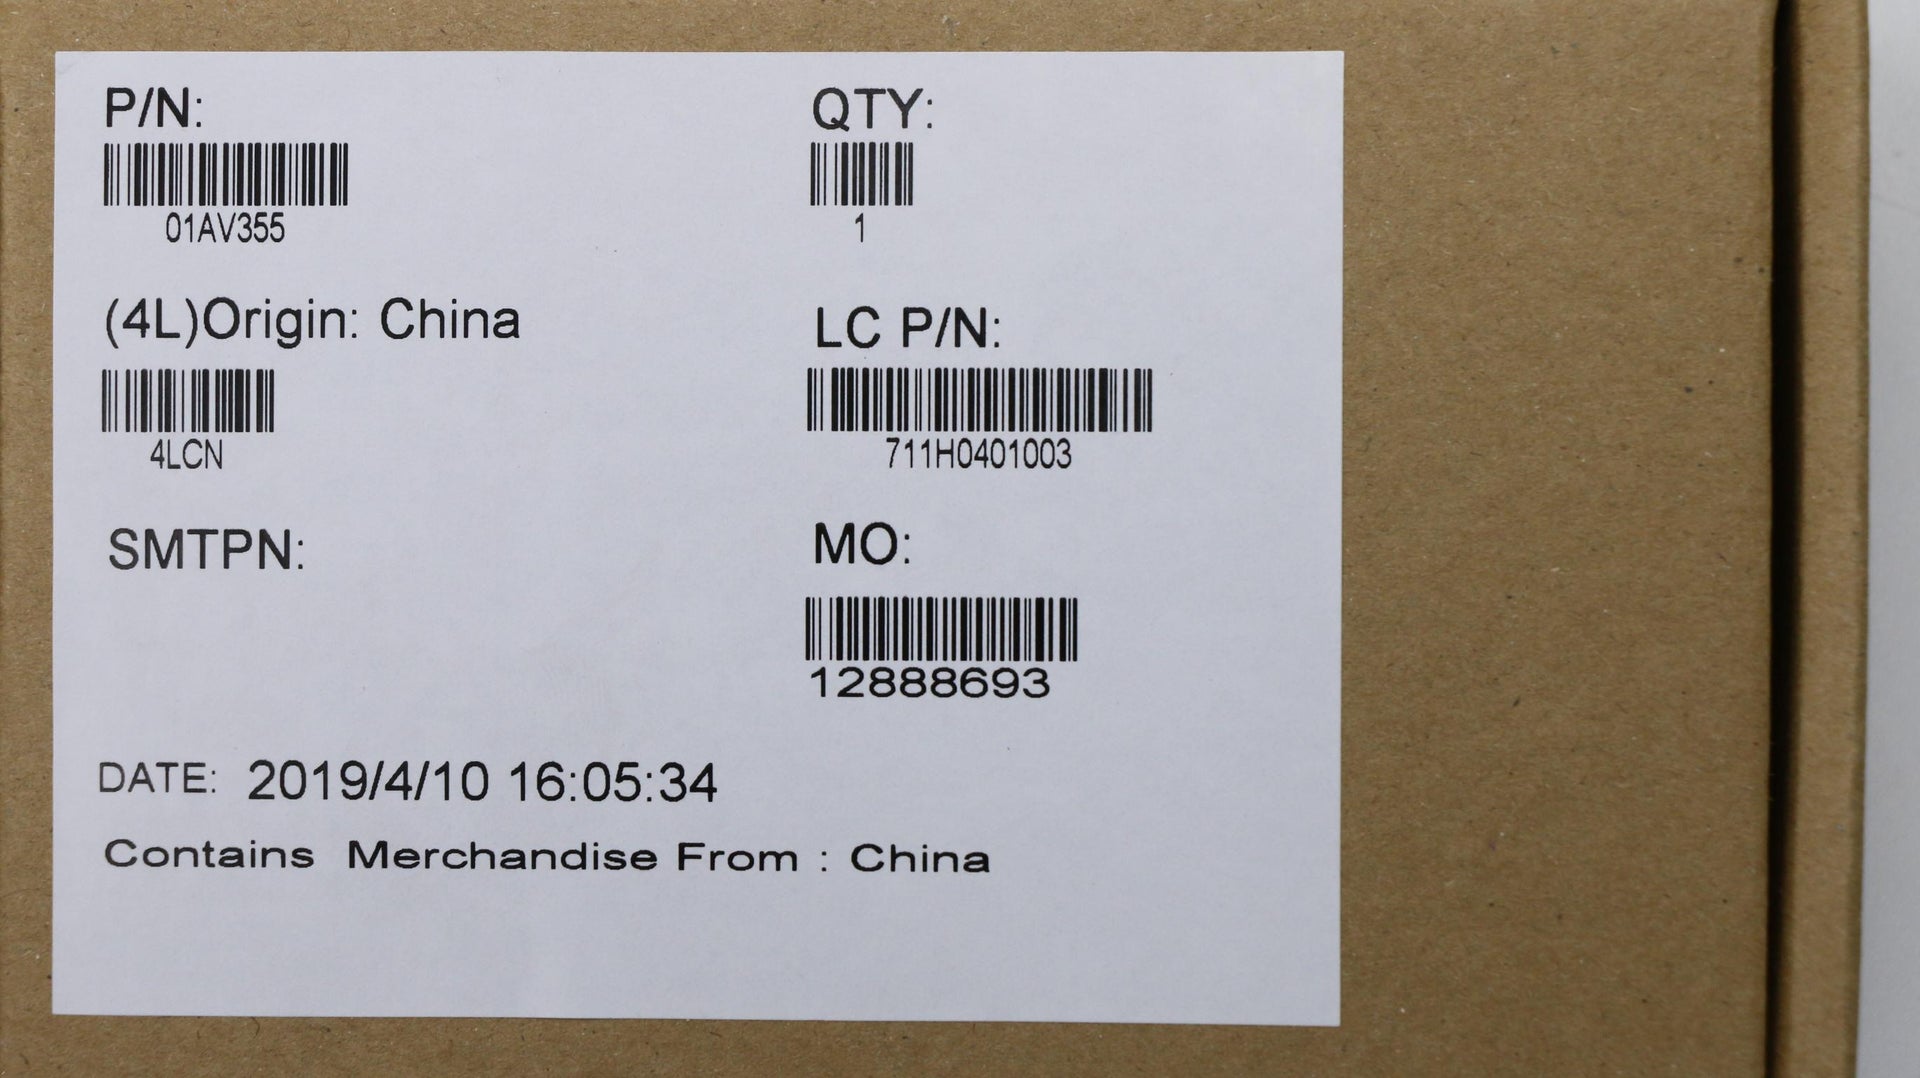 P/N:
01AV355
QTY:
1
(4L)Origin: China
4LCN
LC P/N:
711H0401003
SMTPN:
MO:
12888693
DATE: 2019/4/10 16:05:34
Contains Merchandise From : China